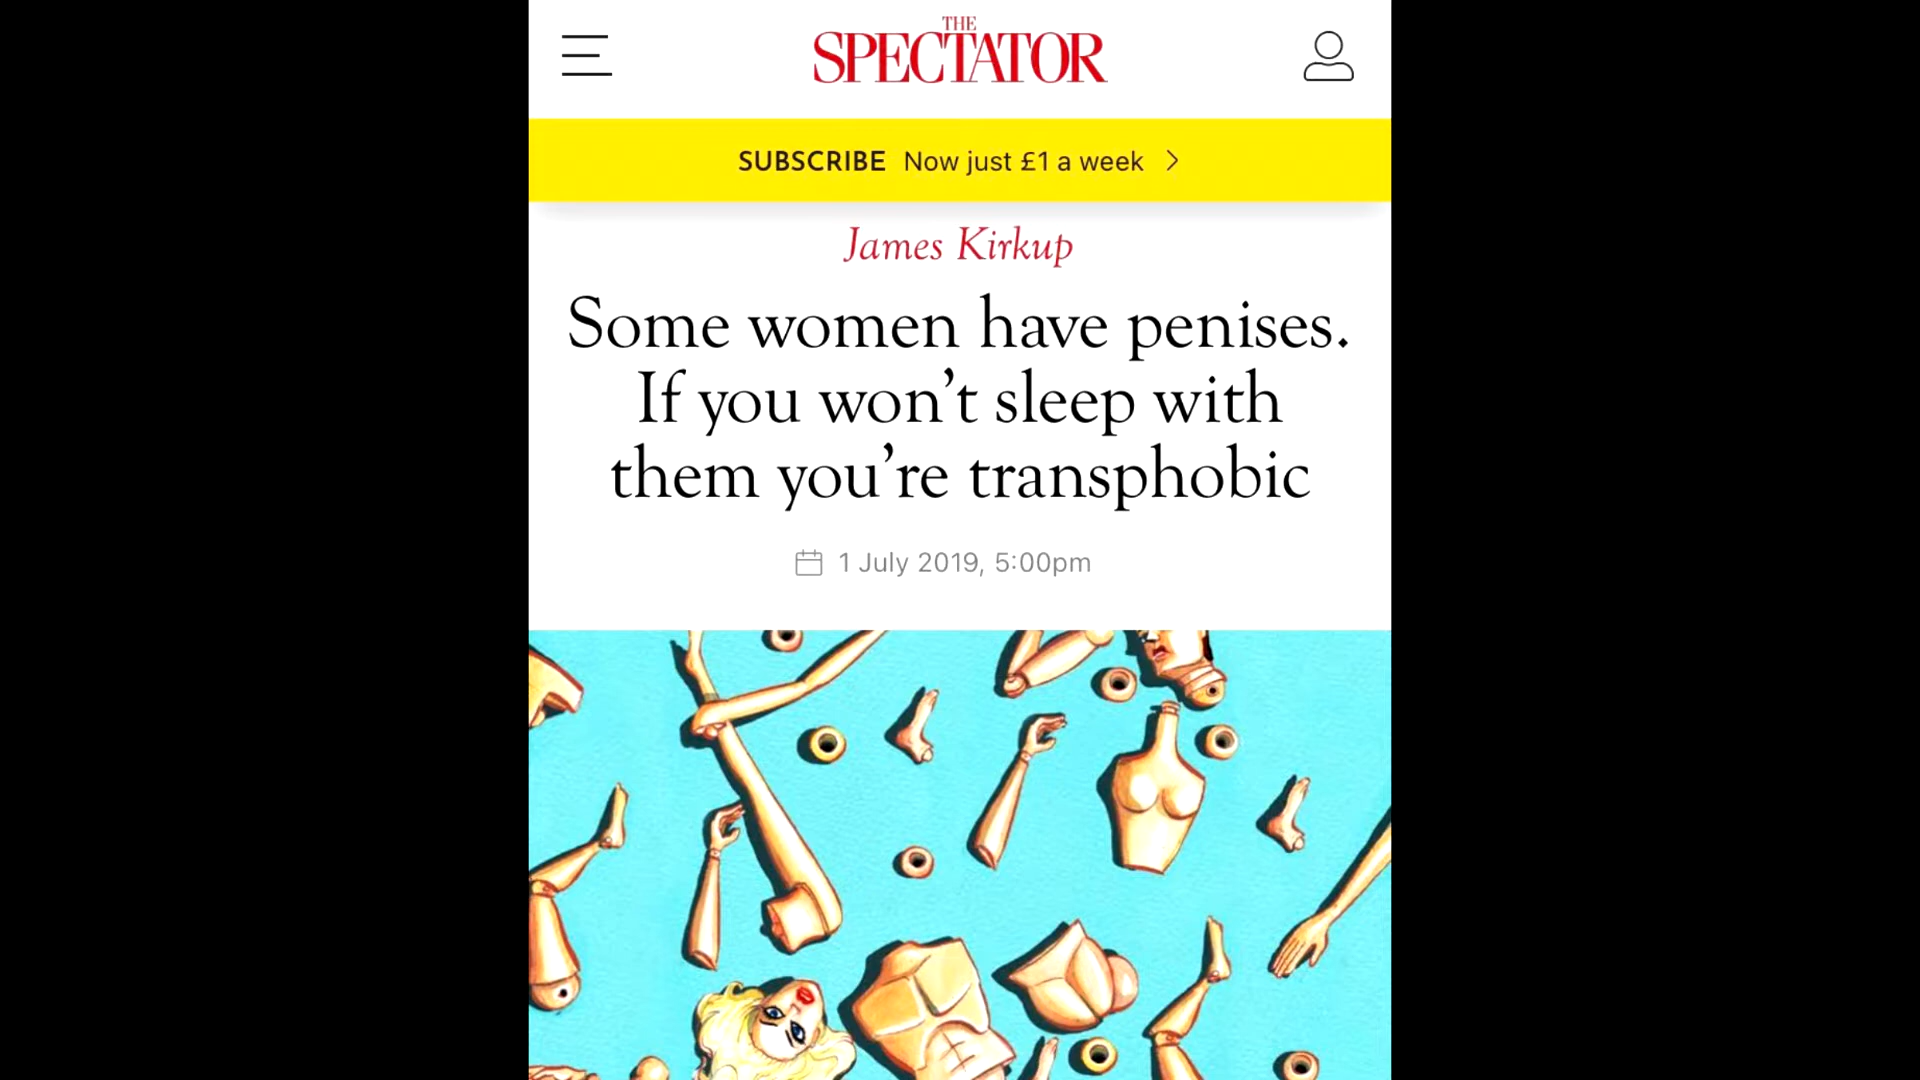 THE
SPECTATOR
SUBSCRIBE Now just £1 a week
James Kirkup
Some women have penises.
If you won’t sleep with
them you’re transphobic
1 July 2019, 5:00pm